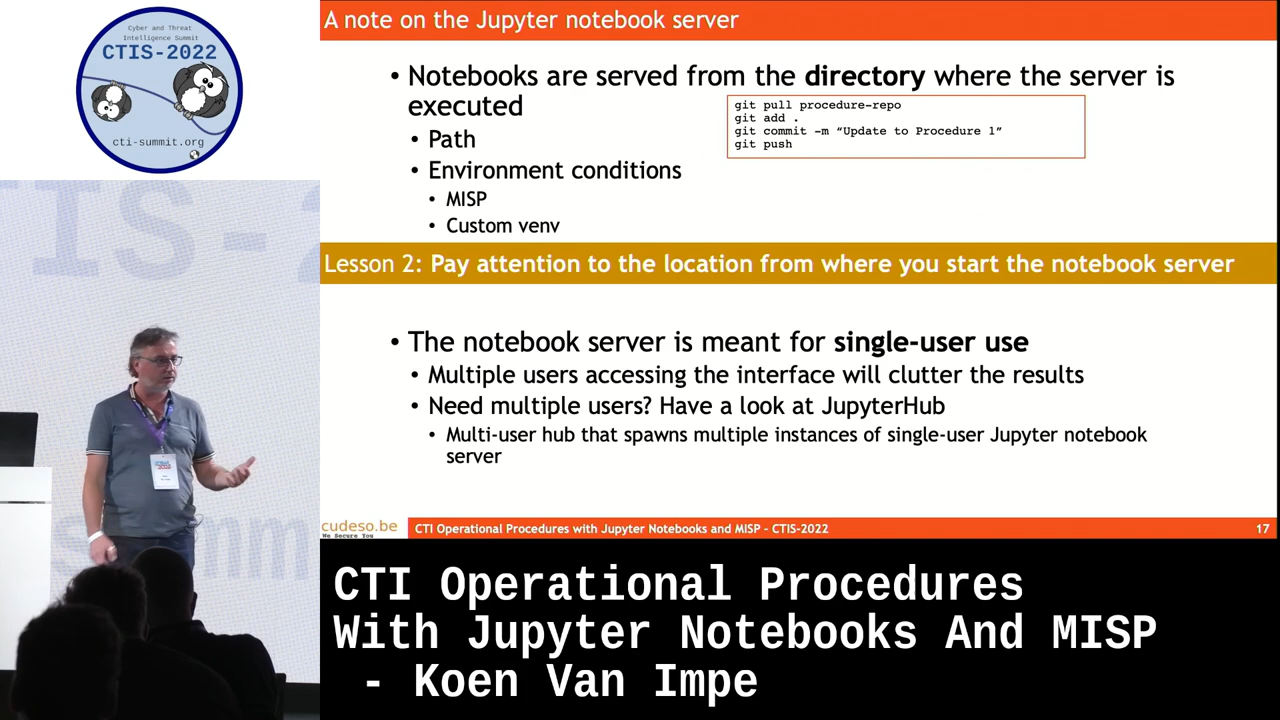 Cyber and Threat
Intelligence Summit
CTIS-2022
cti-summit.org
A note on the Jupyter notebook server
• Notebooks are served from the directory where the server is
executed
• Path
• Environment conditions
• MISP
• Custom venv
git pull procedure-repo
git add .
git commit -m “Update to Procedure 1”
git push
Lesson 2: Pay attention to the location from where you start the notebook server
• The notebook server is meant for single-user use
• Multiple users accessing the interface will clutter the results
• Need multiple users? Have a look at JupyterHub
• Multi-user hub that spawns multiple instances of single-user Jupyter notebook
server
cudeso.be
We Secure You
CTI Operational Procedures with Jupyter Notebooks and MISP - CTIS-2022
17
TIS-2
summ
CTI Operational Procedures
With Jupyter Notebooks And MISP
- Koen Van Impe